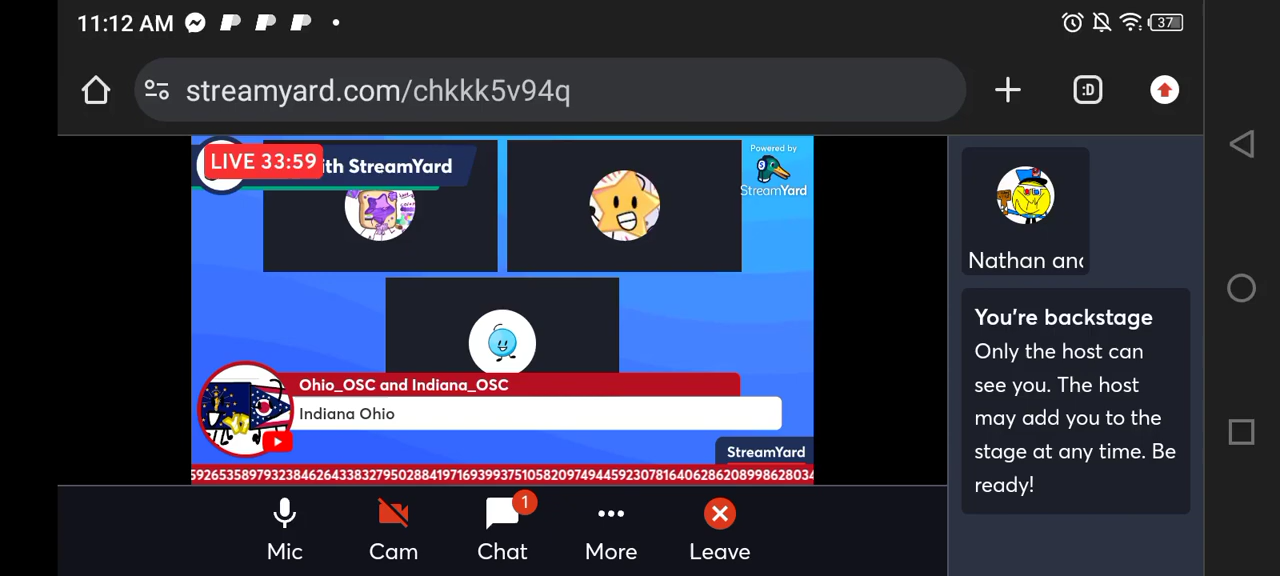 11:12 AM
37
streamyard.com/chkkk5v94q
:D
LIVE 33:59
ith StreamYard
Powered by
StreamYard
Ohio_OSC and Indiana_OSC
Indiana Ohio
StreamYard
592653589793238462643383279502884197169399375105820974944592307816406286208998628034
Nathan and
You're backstage
Only the host can
see you. The host
may add you to the
stage at any time. Be
ready!
1
Mic
Cam
Chat
More
Leave